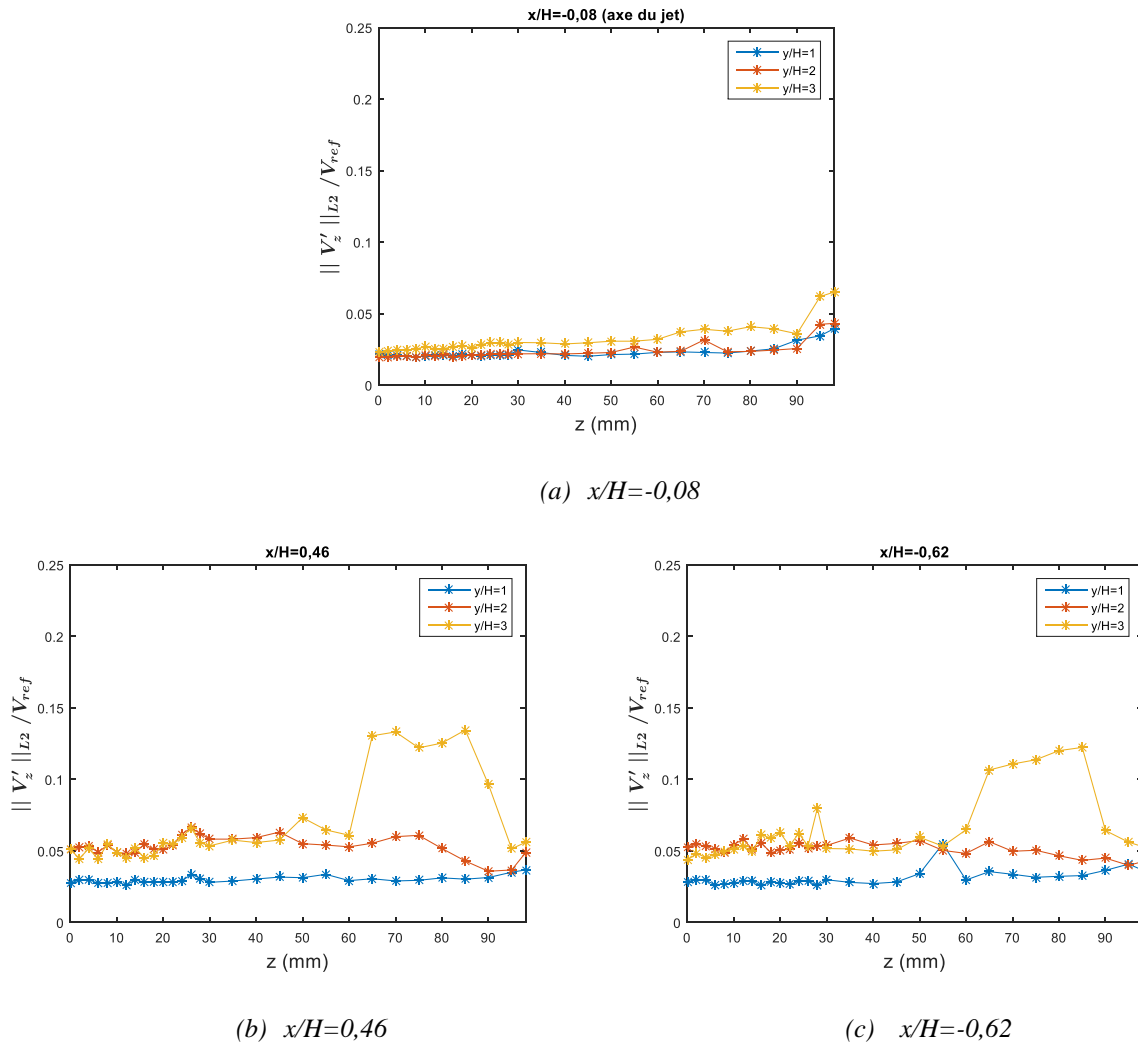 x/H=-0,08 (axe du jet)
0.25
0.2
0.15
0.1
0.05
0
|| V'z ||L2 /Vref
y/H=1
y/H=2
y/H=3
0 10 20 30 40 50 60 70 80 90
z (mm)
(a) x/H=-0,08
x/H=0,46
0.25
0.2
0.15
0.1
0.05
0
|| V'z ||L2 /Vref
y/H=1
y/H=2
y/H=3
0 10 20 30 40 50 60 70 80 90
z (mm)
(b) x/H=0,46
x/H=-0,62
0.25
0.2
0.15
0.1
0.05
0
|| V'z ||L2 /Vref
y/H=1
y/H=2
y/H=3
0 10 20 30 40 50 60 70 80 90
z (mm)
(c) x/H=-0,62